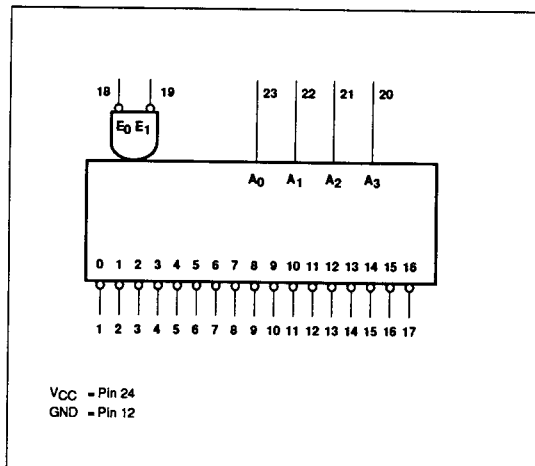 18 19 23 22 21 20
E0 E1
A0 A1 A2 A3
0 1 2 3 4 5 6 7 8 9 10 11 12 13 14 15 16
1 2 3 4 5 6 7 8 9 10 11 12 13 14 15 16 17
VCC = Pin 24
GND = Pin 12